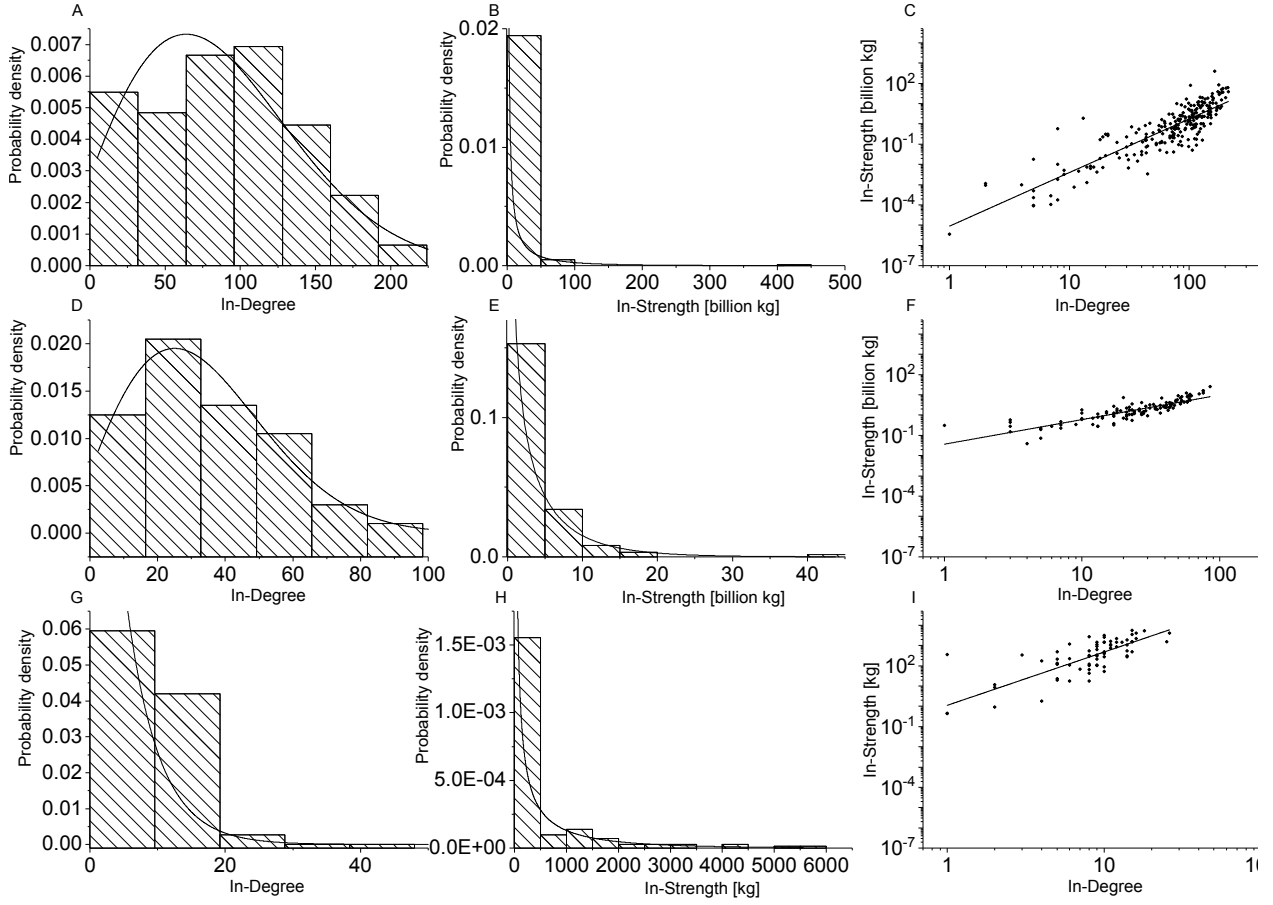 A
Probability density
0.007
0.006
0.005
0.004
0.003
0.002
0.001
0.000
0 50 100 150 200
In-Degree
B
Probability density
0.02
0.01
0.00
0 100 200 300 400 500
In-Strength [billion kg]
C
In-Strength [billion kg]
10²
10⁻¹
10⁻⁴
10⁻⁷
1 10 100
In-Degree
D
Probability density
0.020
0.015
0.010
0.005
0.000
0 20 40 60 80 100
In-Degree
E
Probability density
0.1
0.0
0 10 20 30 40
In-Strength [billion kg]
F
In-Strength [billion kg]
10²
10⁻¹
10⁻⁴
10⁻⁷
1 10 100
In-Degree
G
Probability density
0.06
0.05
0.04
0.03
0.02
0.01
0.00
0 20 40
In-Degree
H
Probability density
1.5E-03
1.0E-03
5.0E-04
0.0E+00
0 1000 2000 3000 4000 5000 6000
In-Strength [kg]
I
In-Strength [kg]
10²
10⁻¹
10⁻⁴
10⁻⁷
1 10
In-Degree